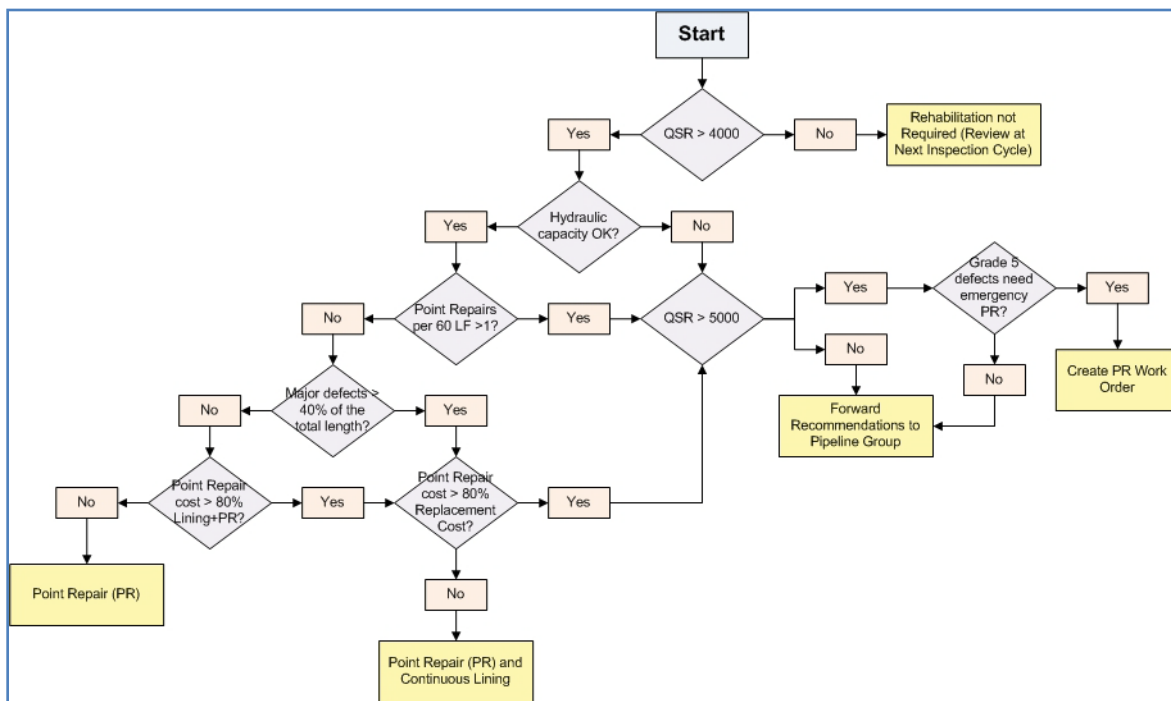 Start
QSR > 4000
Yes
No
Rehabilitation not
Required (Review at
Next Inspection Cycle)
Hydraulic
capacity OK?
Yes
No
Grade 5
defects need
emergency
PR?
Yes
Yes
No
Point Repairs
per 60 LF >1?
Yes
QSR > 5000
No
No
Create PR Work
Order
Major defects >
40% of the
total length?
No
Yes
Forward
Recommendations to
Pipeline Group
Point Repair
cost > 80%
Lining+PR?
No
Yes
Point Repair
cost > 80%
Replacement
Cost?
Yes
Point Repair (PR)
No
Point Repair (PR) and
Continuous Lining